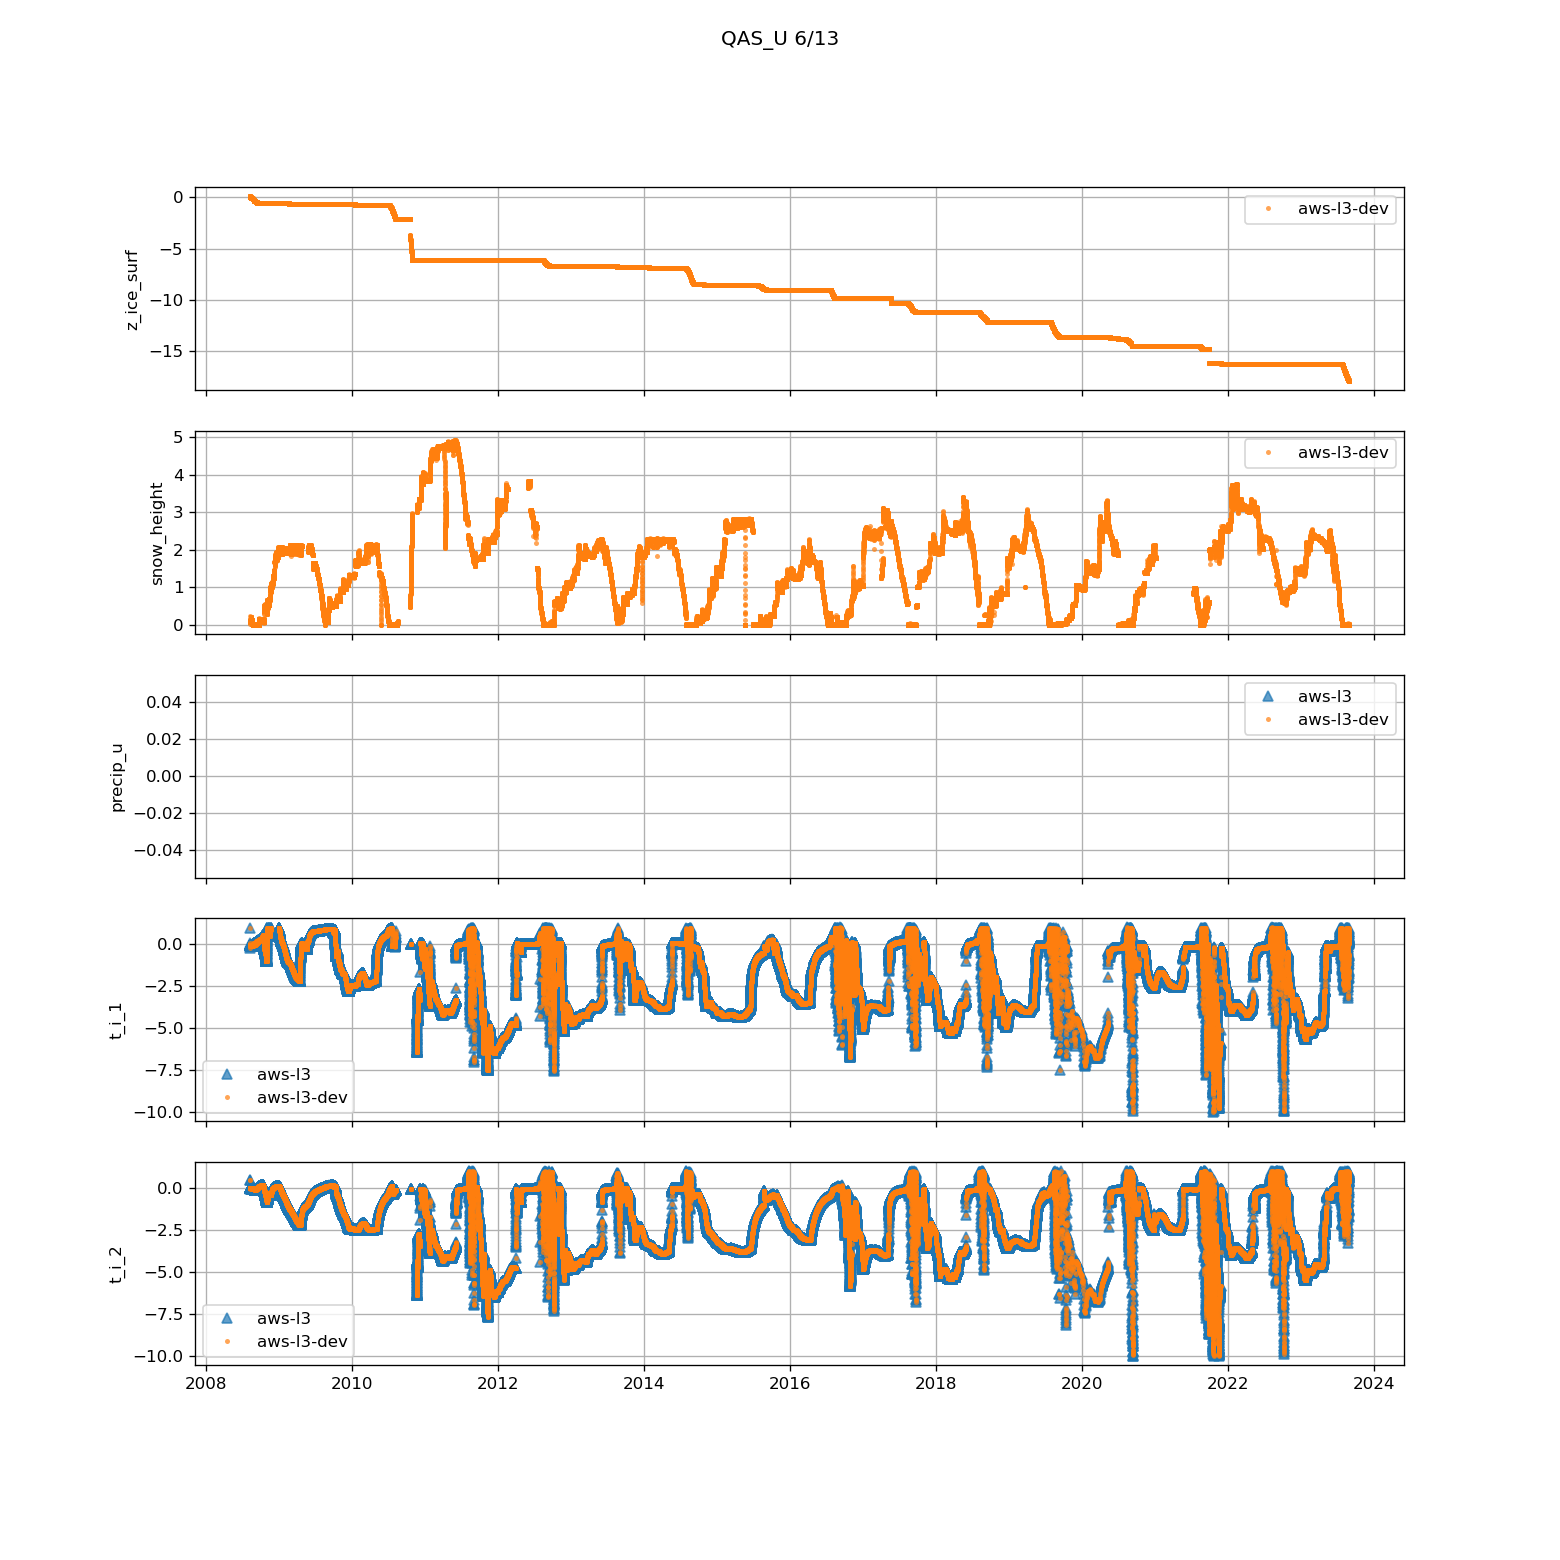 QAS_U 6/13
0
−5
−10
−15
z_ice_surf
aws-l3-dev
5
4
3
2
1
0
snow_height
aws-l3-dev
0.04
0.02
0.00
−0.02
−0.04
precip_u
aws-l3
aws-l3-dev
0.0
−2.5
−5.0
−7.5
−10.0
t_i_1
aws-l3
aws-l3-dev
0.0
−2.5
−5.0
−7.5
−10.0
t_i_2
aws-l3
aws-l3-dev
2008 2010 2012 2014 2016 2018 2020 2022 2024